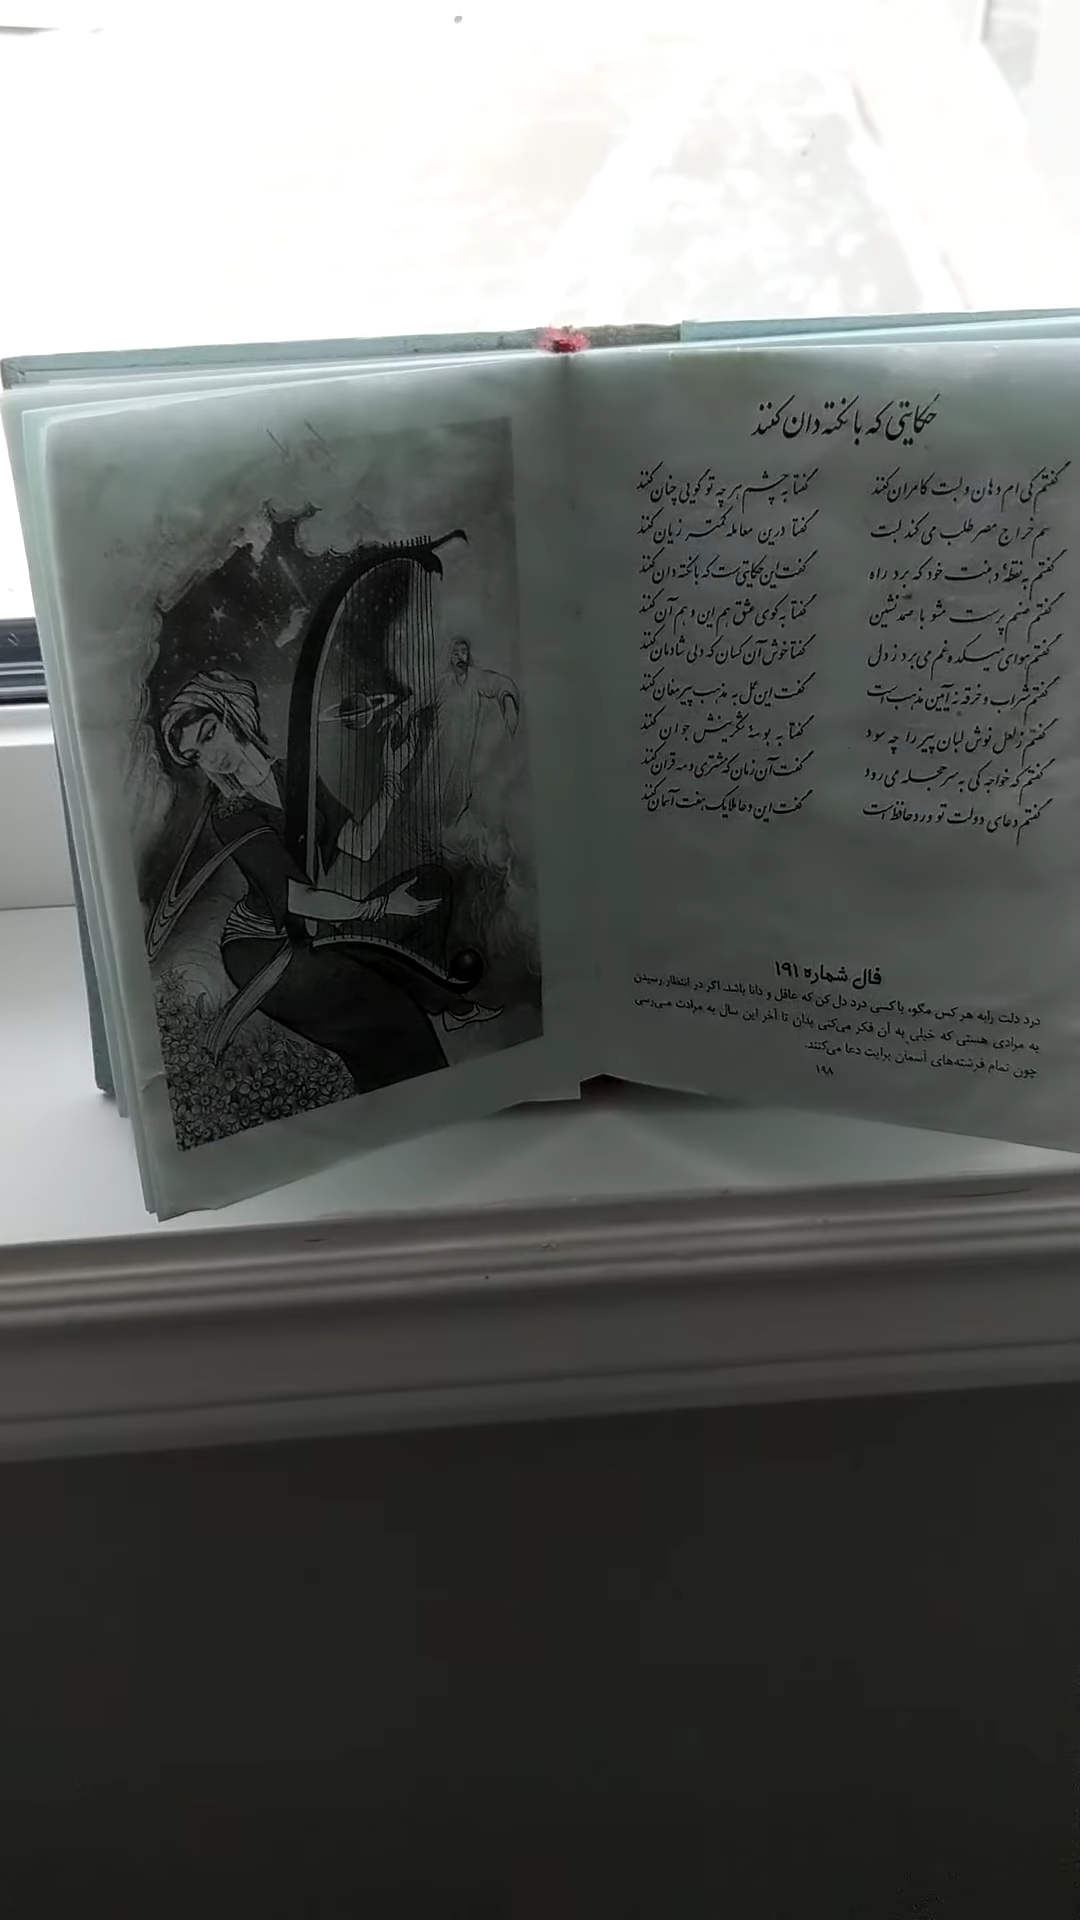 حکایتی که با نکته دان کنند
گفتم کی ام دهان و لبت کامران کنند گفتا به چشم هر چه تو گویی چنان کنند
خراج مصر طلب می کند لبت گفتا درین معامله کمتر زیان کنند
گفتم به نقطهٔ دهنت خود که برد راه گفت این حکایتی است که با نکته دان کنند
گفتم صنم پرست مشو با صمد نشین گفتا به کوی عشق هم این و هم آن کنند
گفتم هوای میکده غم می برد ز دل گفتا خوش آن کسان که دلی شادمان کنند
گفتم شراب و خرقه نه آیین مذهب است گفت این عمل به مذهب پیر مغان کنند
گفتم ز لعل نوش لبان پیر را چه سود گفتا به بوسهٔ شکرینش جوان کنند
گفتم که خواجه کی به سر حجله می رود گفت آن زمان که مشتری و مه قران کنند
گفتم دعای دولت تو ورد حافظ است گفت این دعا ملایک هفت آسمان کنند
فال شماره ۱۹۱
درد دلت رابه هر کس مگو، با کسی درد دل کن که عاقل و دانا باشد. اگر در انتظار رسیدن
به مرادی هستی که خیلی به آن فکر می‌کنی بدان تا آخر این سال به مرادت می‌رسی
چون تمام فرشته‌های آسمان برایت دعا می‌کنند.
۱۹۸